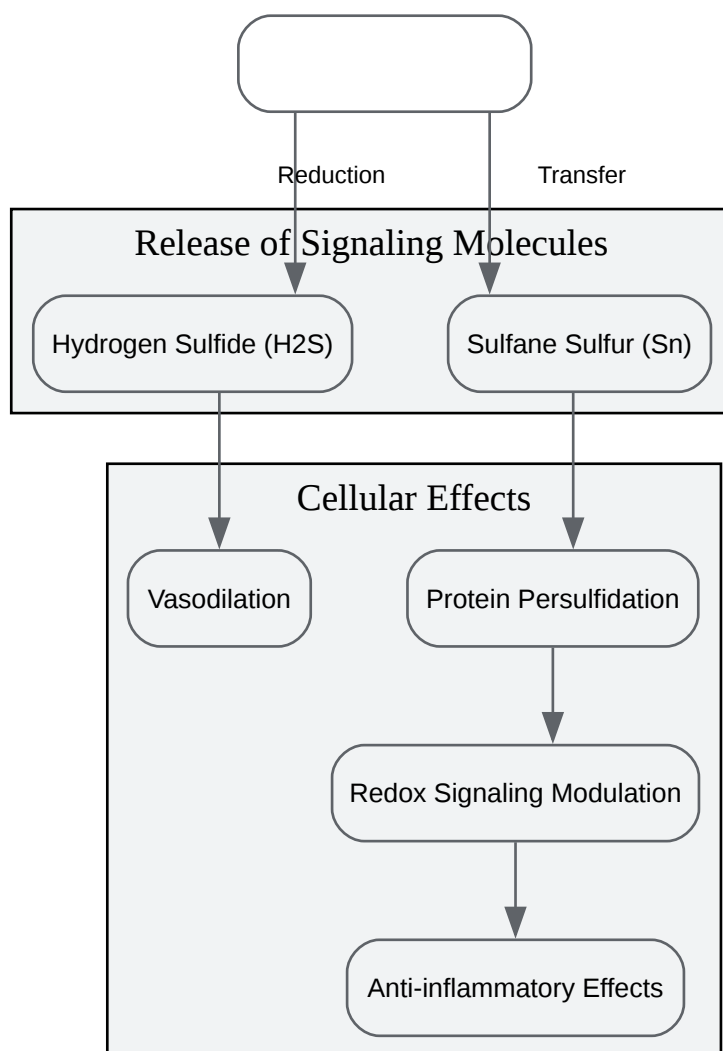 Reduction
Transfer
Release of Signaling Molecules
Hydrogen Sulfide (H2S)
Sulfane Sulfur (Sn)
Cellular Effects
Vasodilation
Protein Persulfidation
Redox Signaling Modulation
Anti-inflammatory Effects